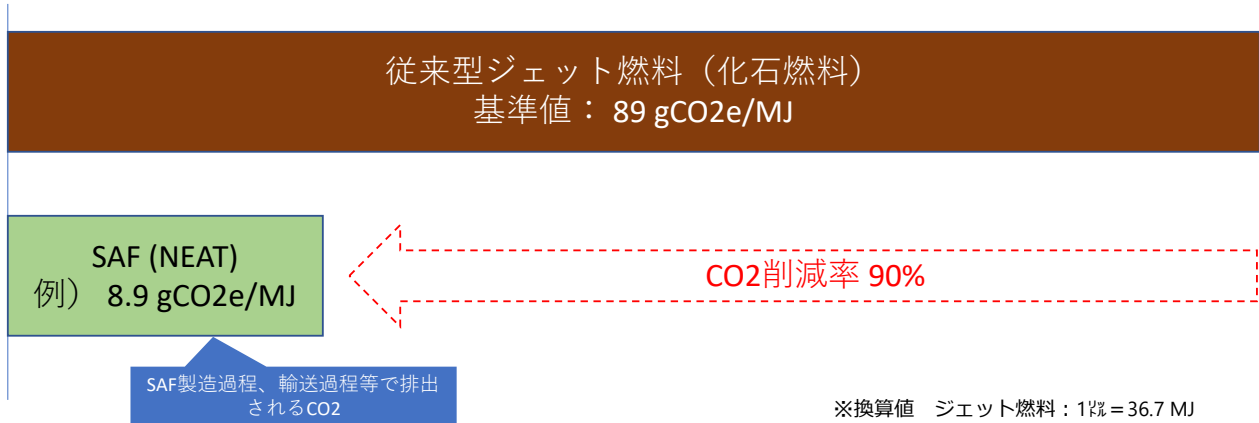 従来型ジェット燃料（化石燃料）
基準値： 89 gCO2e/MJ
SAF (NEAT)
例） 8.9 gCO2e/MJ
CO2削減率 90%
SAF製造過程、輸送過程等で排出
されるCO2
※換算値　ジェット燃料：1㍑＝36.7 MJ